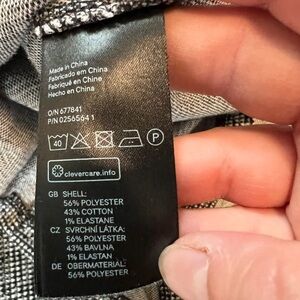 Made in China
Fabricado em China
Fabriqué en Chine
Hecho en China
O/N 677841
P/N 0256564 1
40 P
clevercare.info
GB SHELL:
56% POLYESTER
43% COTTON
1% ELASTANE
CZ SVRCHNÍ LÁTKA:
56% POLYESTER
43% BAVLNA
1% ELASTAN
DE OBERMATERIAL:
56% POLYESTER